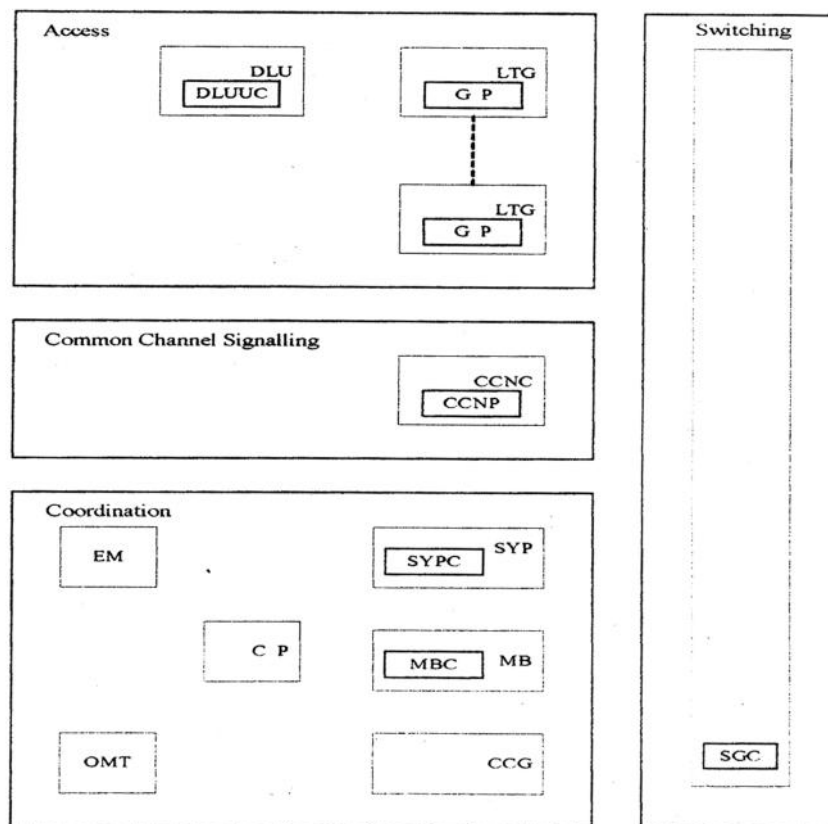 Access
Switching
DLU
DLUUC
LTG
G P
LTG
G P
Common Channel Signalling
CCNC
CCNP
Coordination
EM
SYP
SYPC
C P
MBC
MB
OMT
CCG
SGC